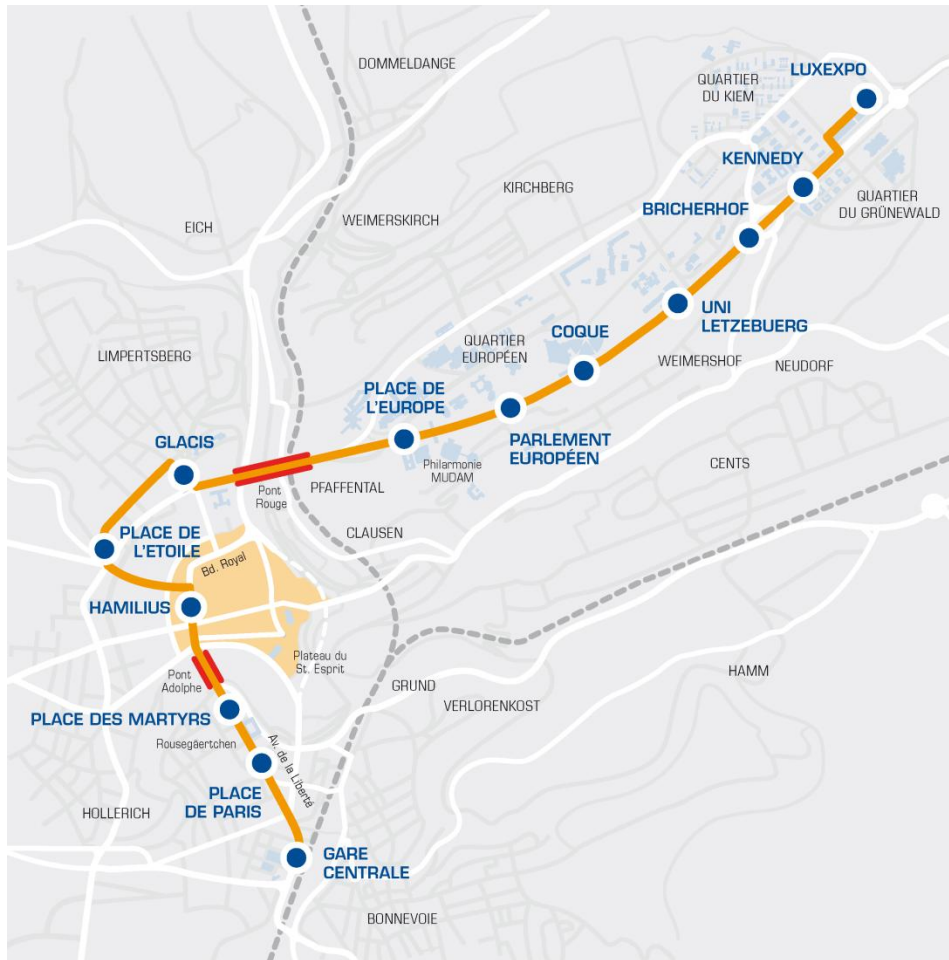 DOMMELDANGE
LUXEXPO
QUARTIER
DU KIEM
KENNEDY
KIRCHBERG
QUARTIER
DU GRÜNEWALD
BRICHERHOF
WEIMERSKIRCH
EICH
UNI
LETZEBUERG
COQUE
QUARTIER
EUROPÉEN
LIMPERTSBERG
WEIMERSHOF
NEUDORF
PLACE DE
L'EUROPE
GLACIS
PARLEMENT
EUROPÉEN
CENTS
Philarmonie
MUDAM
Pont
Rouge
PFAFFENTAL
CLAUSEN
PLACE DE
L'ETOILE
Bd. Royal
HAMILIUS
Plateau du
St. Esprit
Pont
Adolphe
GRUND
HAMM
VERLORENKOST
PLACE DES MARTYRS
Rousegäertchen
Av. de la Liberté
PLACE
DE PARIS
HOLLERICH
GARE
CENTRALE
BONNEVOIE